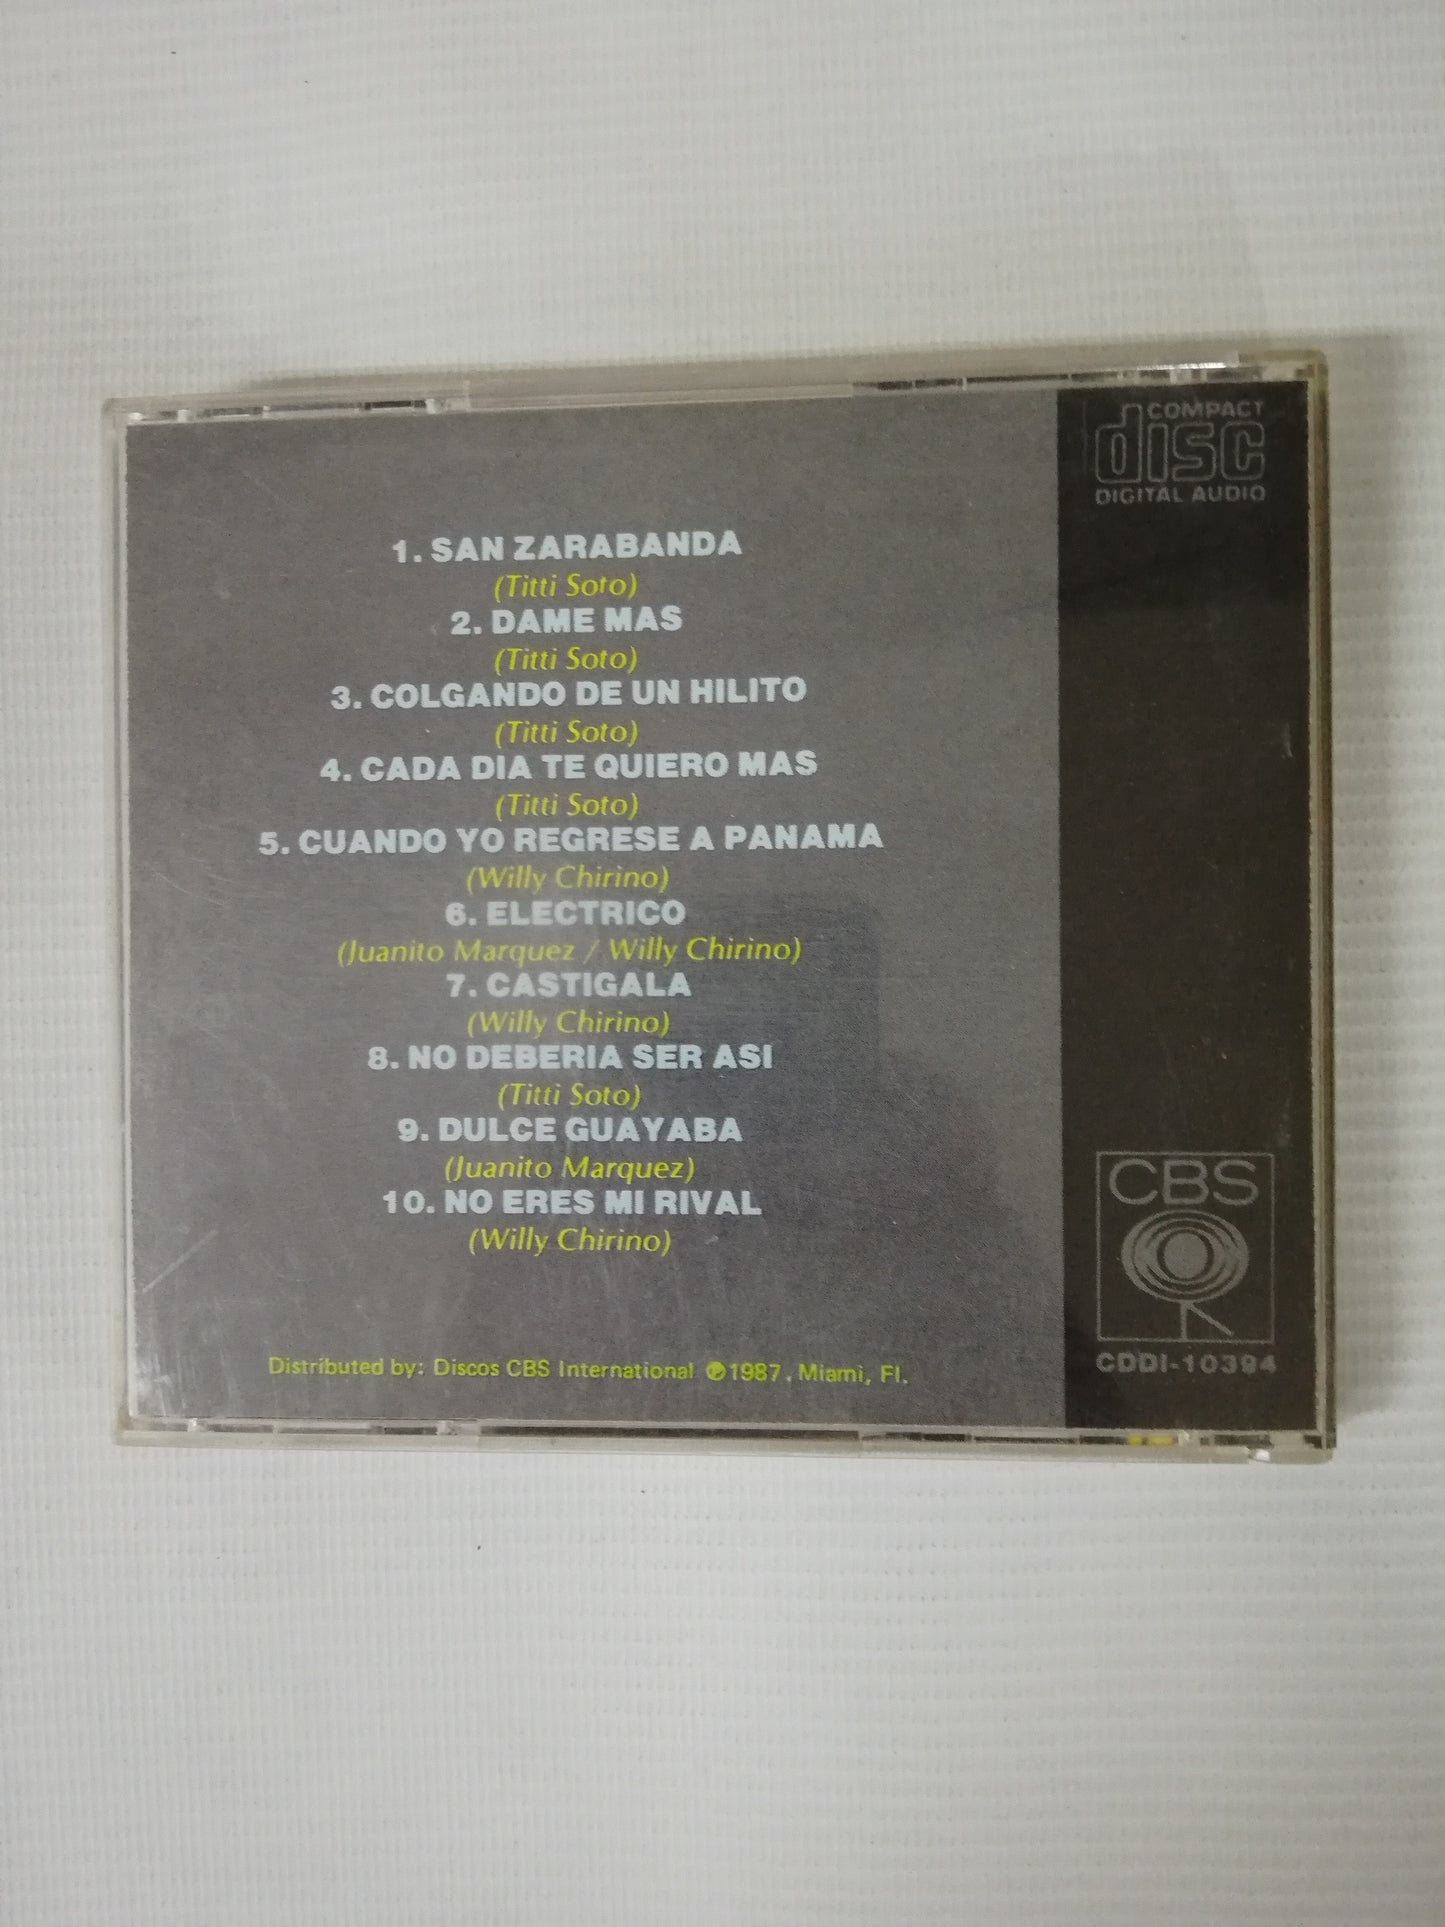 COMPACT
disc
DIGITAL AUDIO
1. SAN ZARABANDA
(Titti Soto)
2. DAME MAS
(Titti Soto)
3. COLGANDO DE UN HILITO
(Titti Soto)
4. CADA DIA TE QUIERO MAS
(Titti Soto)
5. CUANDO YO REGRESE A PANAMA
(Willy Chirino)
6. ELECTRICO
(Juanito Marquez / Willy Chirino)
7. CASTIGALA
(Willy Chirino)
8. NO DEBERIA SER ASI
(Titti Soto)
9. DULCE GUAYABA
(Juanito Marquez)
10. NO ERES MI RIVAL
(Willy Chirino)
CBS
CDDI-10394
Distributed by: Discos CBS International ℗1987. Miami, Fl.